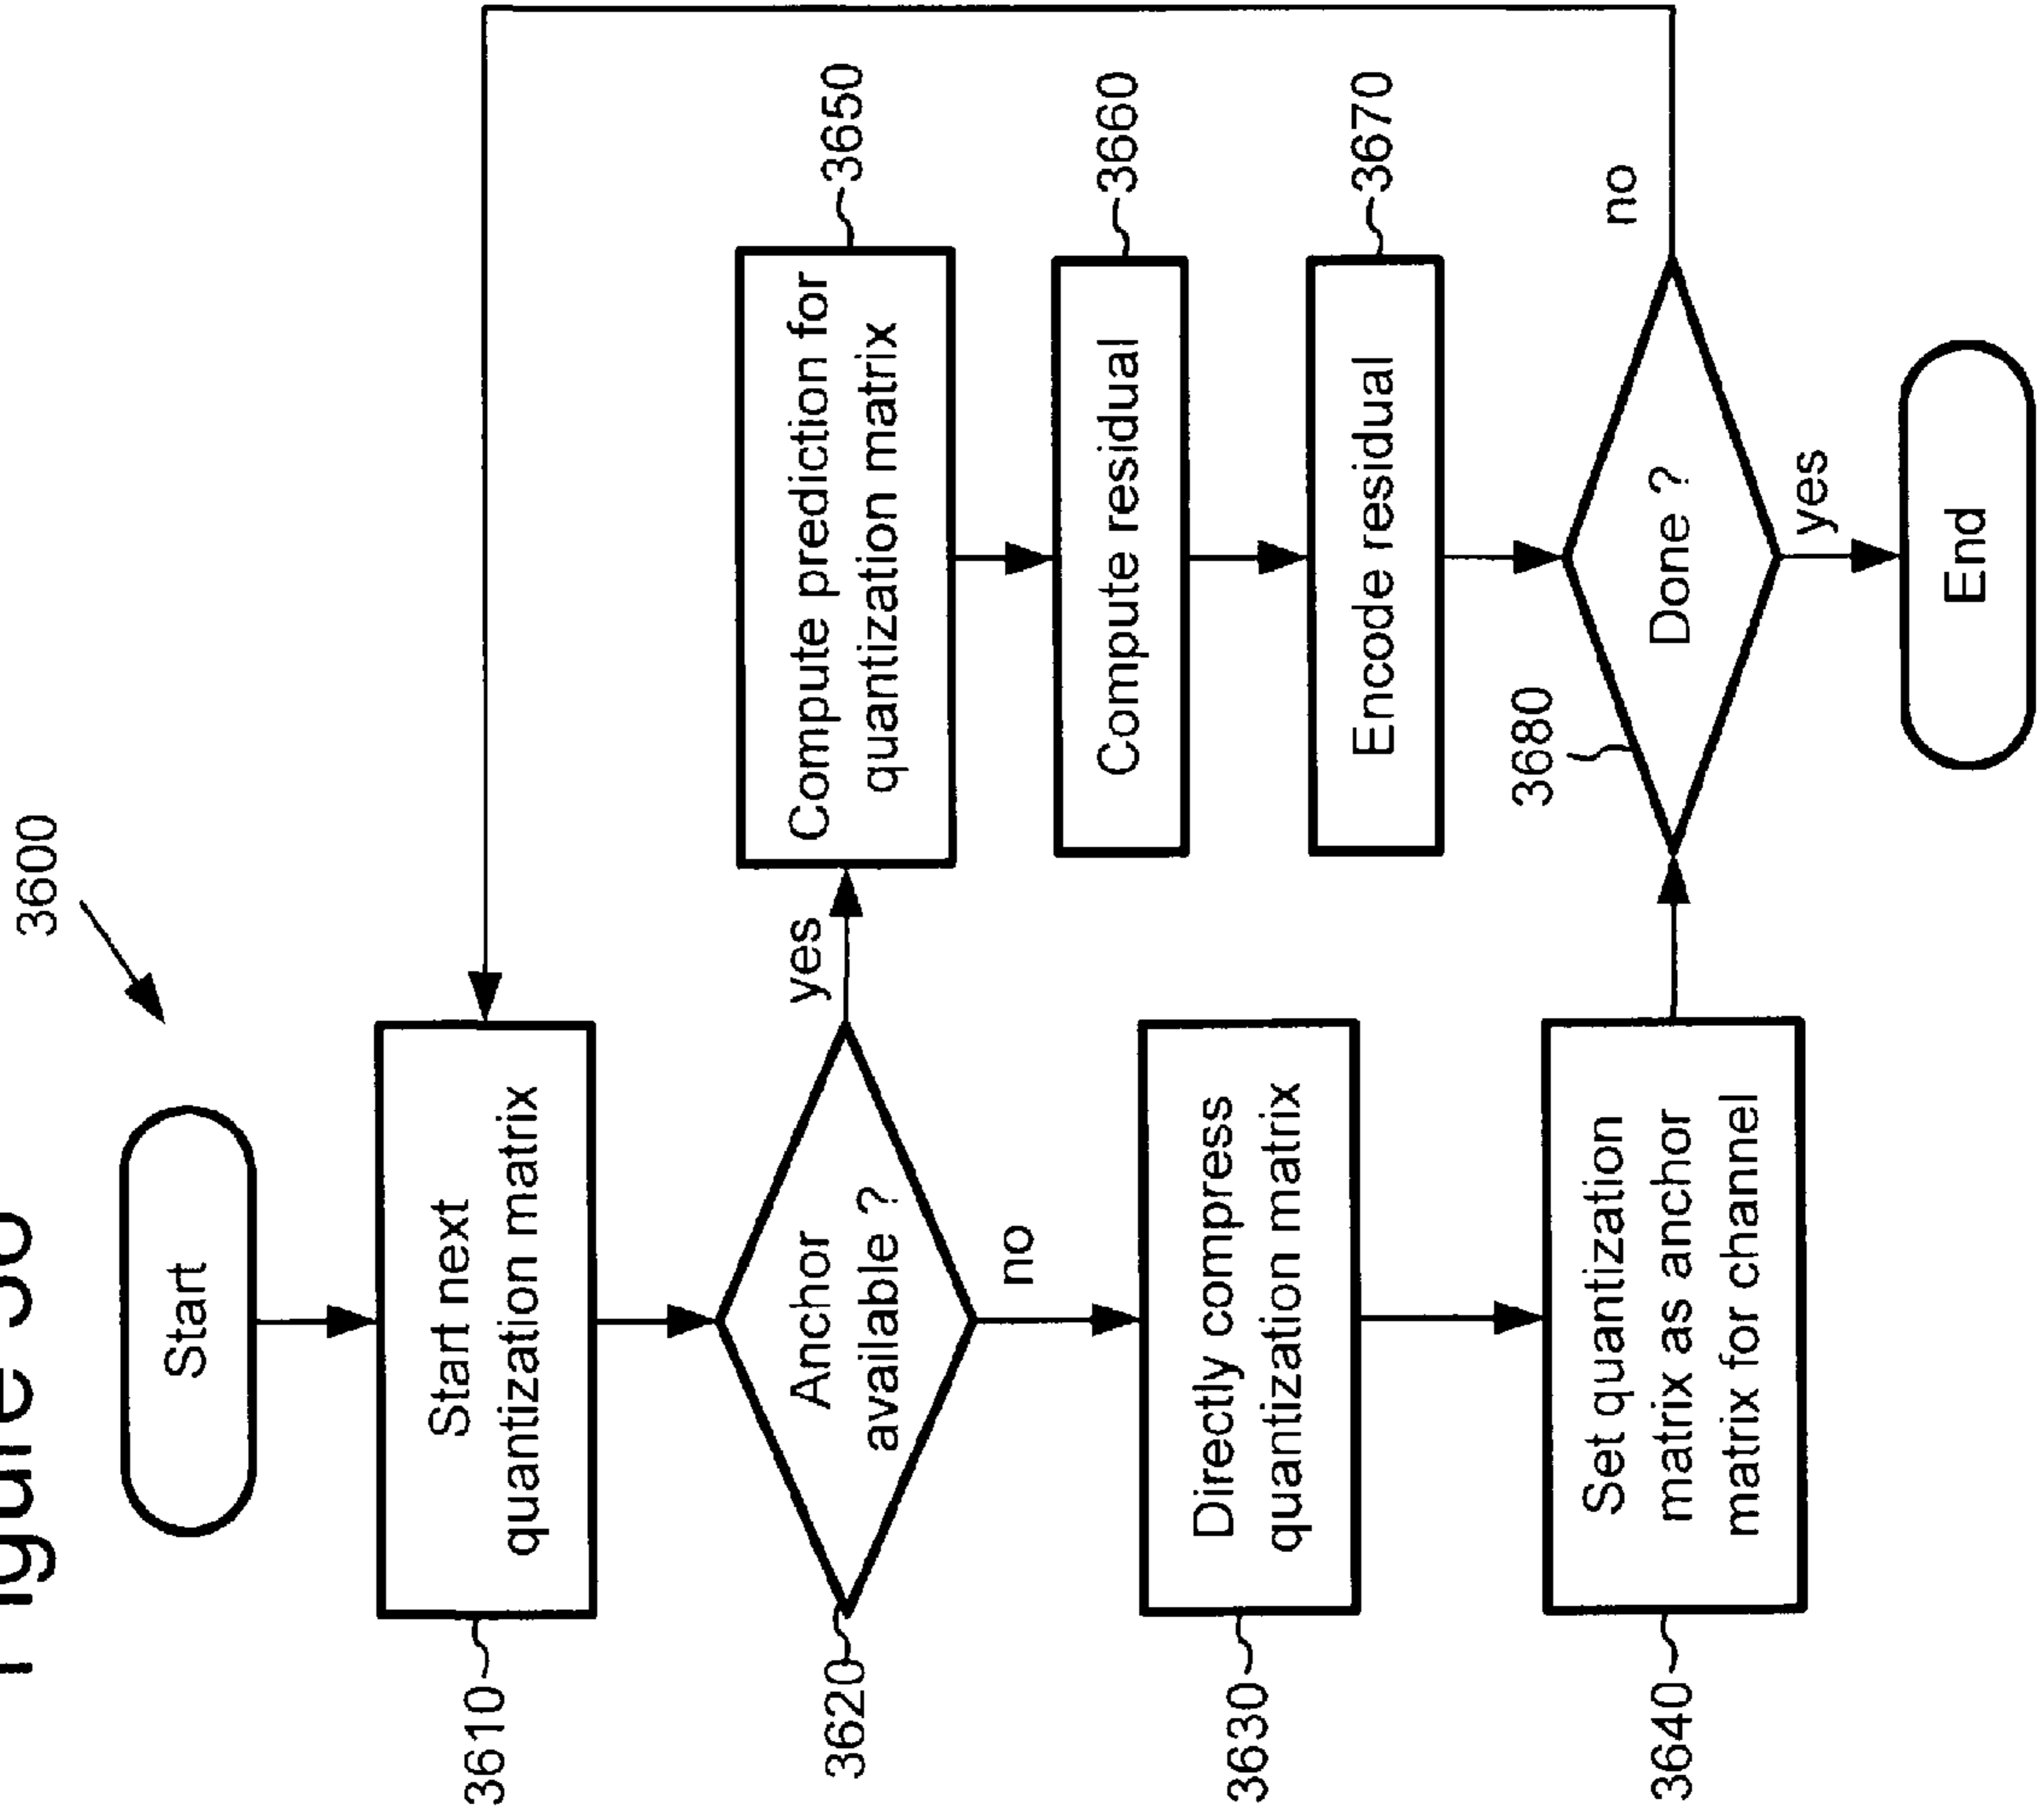 3600
Start
3610
Start next
quantization matrix
3620
Anchor
available ?
yes
no
3650
Compute prediction for
quantization matrix
3660
Compute residual
3630
Directly compress
quantization matrix
3670
Encode residual
3640
Set quantization
matrix as anchor
matrix for channel
3680
Done ?
no
yes
End